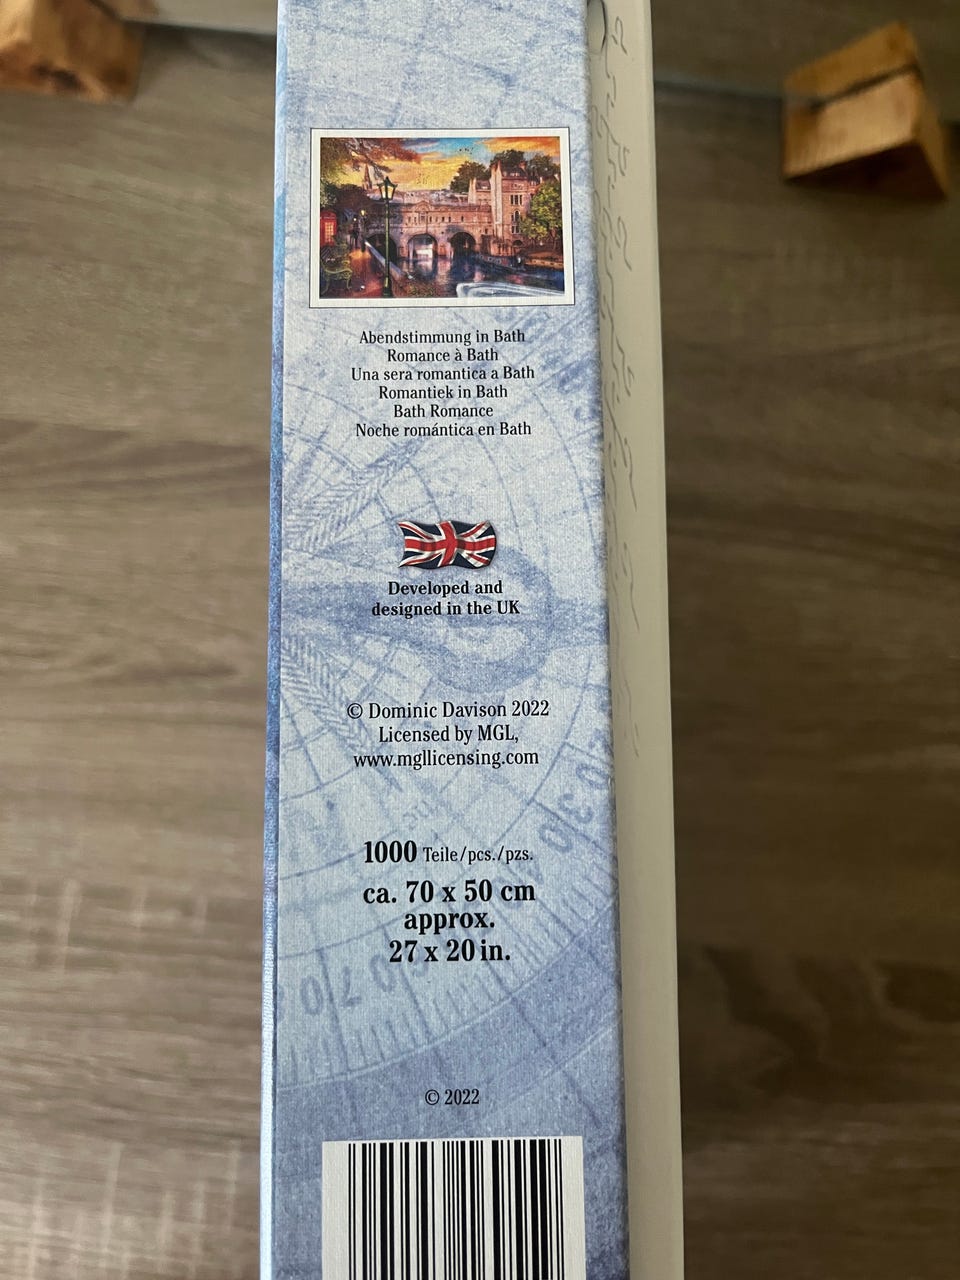 Abendstimmung in Bath
Romance à Bath
Una sera romantica a Bath
Romantiek in Bath
Bath Romance
Noche romántica en Bath
Developed and
designed in the UK
© Dominic Davison 2022
Licensed by MGL,
www.mgllicensing.com
1000 Teile/pcs./pzs.
ca. 70 x 50 cm
approx.
27 x 20 in.
© 2022